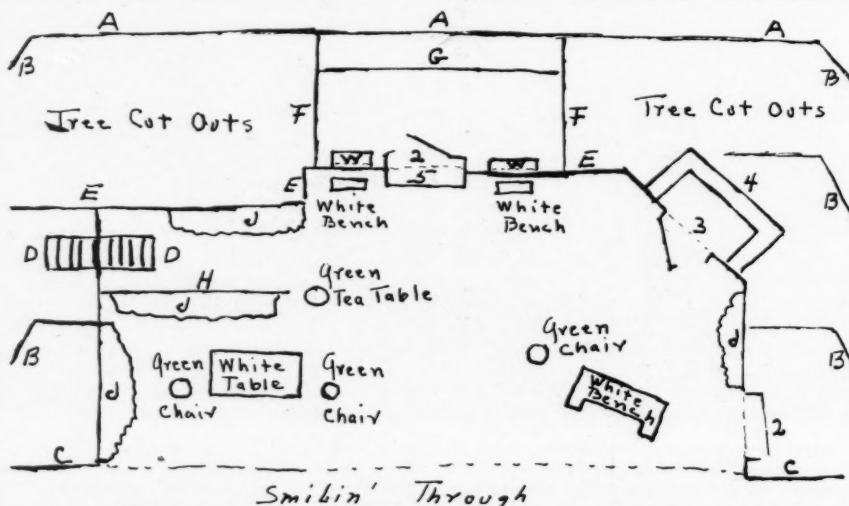 A A A
B B
G
Tree Cut Outs
F F
Tree Cut Outs
W 2 W
5
E E
4
E
White
Bench
White
Bench
B
3
J
D D
H
Green
Tea Table
J
J
Green
Chair
B
B
White
Table
Green
Chair
Green
Chair
White
Bench
J
2
C C
Smilin' Through